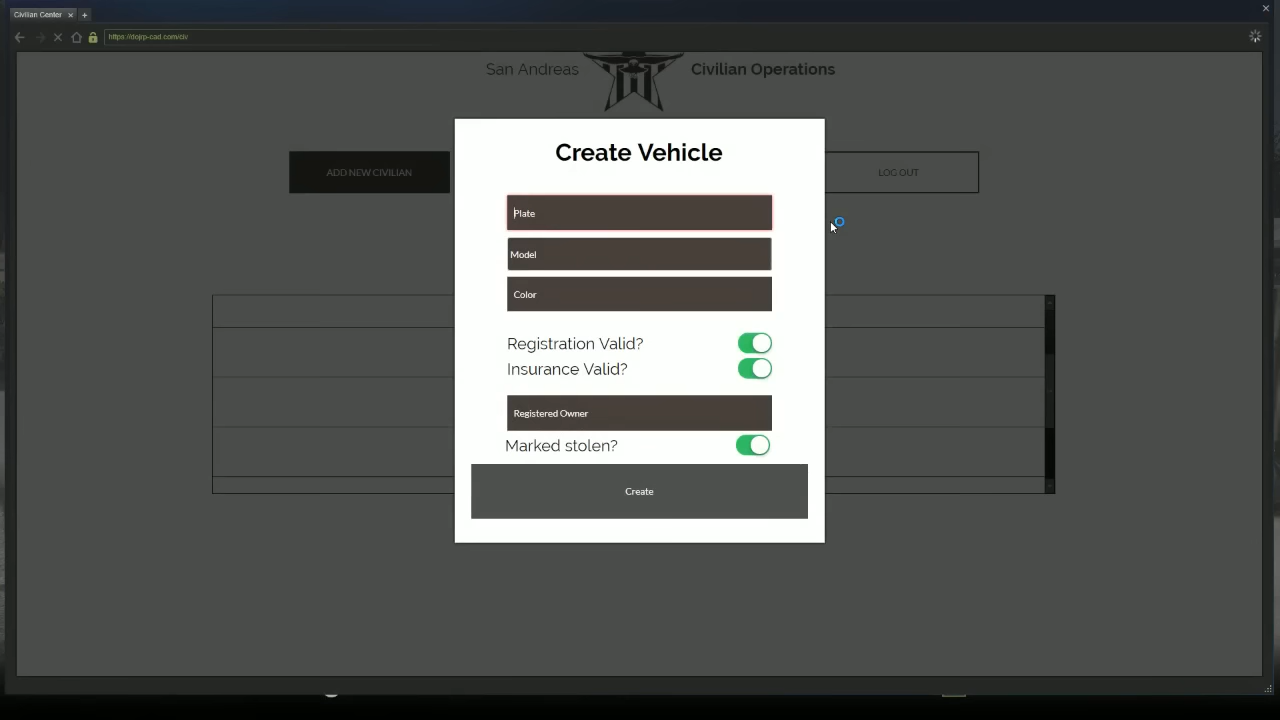 Civilian Center
https://dojrp-cad.com/civ
San Andreas Civilian Operations
Create Vehicle
ADD NEW CIVILIAN
LOG OUT
Plate
Model
Color
Registration Valid?
Insurance Valid?
Registered Owner
Marked stolen?
Create